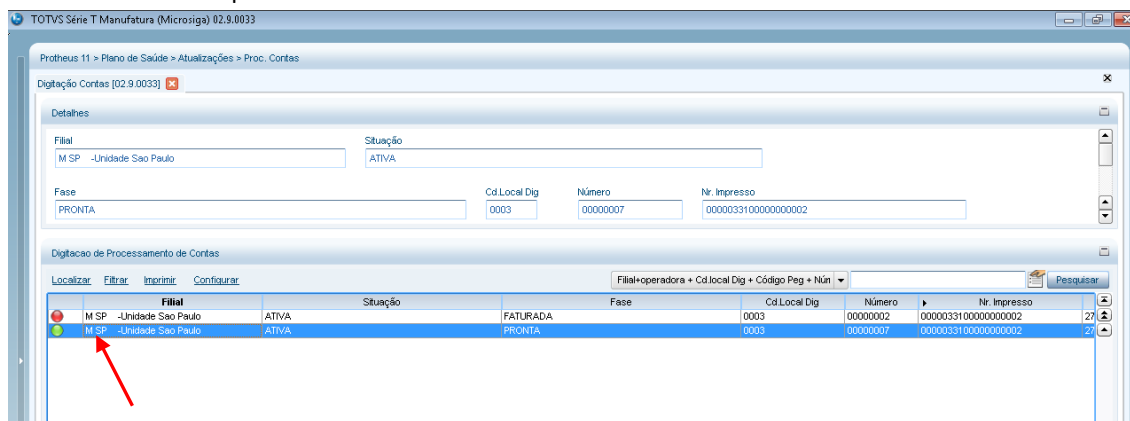 TOTVS Série T Manufatura (Microsiga) 02.9.0033
Protheus 11 > Plano de Saúde > Atualizações > Proc. Contas
Digitação Contas [02.9.0033]
Detalhes
Filial Situação
M SP -Unidade Sao Paulo ATIVA
Fase Cd.Local Dig Número Nr. Impresso
PRONTA 0003 00000007 0000033100000000002
Digitacao de Processamento de Contas
Localizar Filtrar Imprimir Configurar Filial+operadora + Cd.local Dig + Código Peg + Nún Pesquisar
Filial Situação Fase Cd.Local Dig Número Nr. Impresso
M SP -Unidade Sao Paulo ATIVA FATURADA 0003 00000002 0000033100000000002 27
M SP -Unidade Sao Paulo ATIVA PRONTA 0003 00000007 0000033100000000002 27